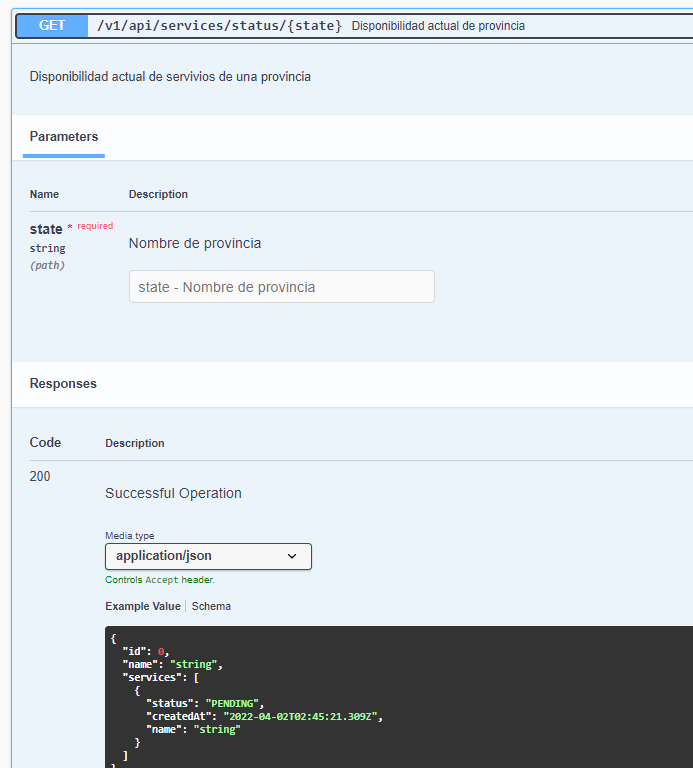 GET /v1/api/services/status/{state} Disponibilidad actual de provincia
Disponibilidad actual de servivios de una provincia
Parameters
Name Description
state * required
string
(path)
Nombre de provincia
state - Nombre de provincia
Responses
Code Description
200
Successful Operation
Media type
application/json
Controls Accept header.
Example Value | Schema
{
  "id": 0,
  "name": "string",
  "services": [
    {
      "status": "PENDING",
      "createdAt": "2022-04-02T02:45:21.309Z",
      "name": "string"
    }
  ]
}